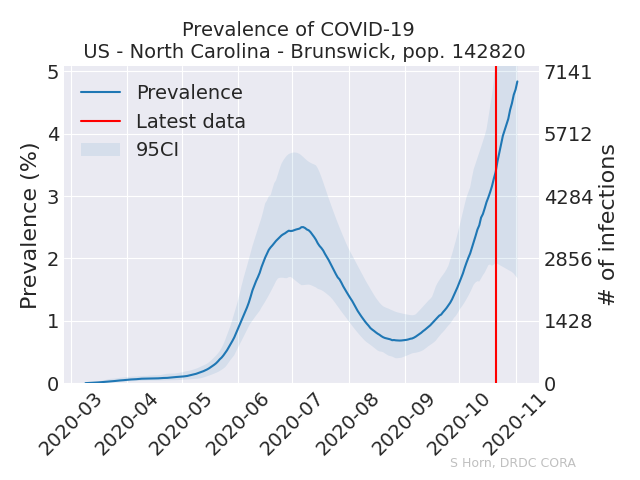 Prevalence of COVID-19
US - North Carolina - Brunswick, pop. 142820
Prevalence
Latest data
95CI
Prevalence (%)
5
4
3
2
1
0
7141
5712
4284
2856
1428
0
# of infections
2020-03
2020-04
2020-05
2020-06
2020-07
2020-08
2020-09
2020-10
2020-11
S Horn, DRDC CORA